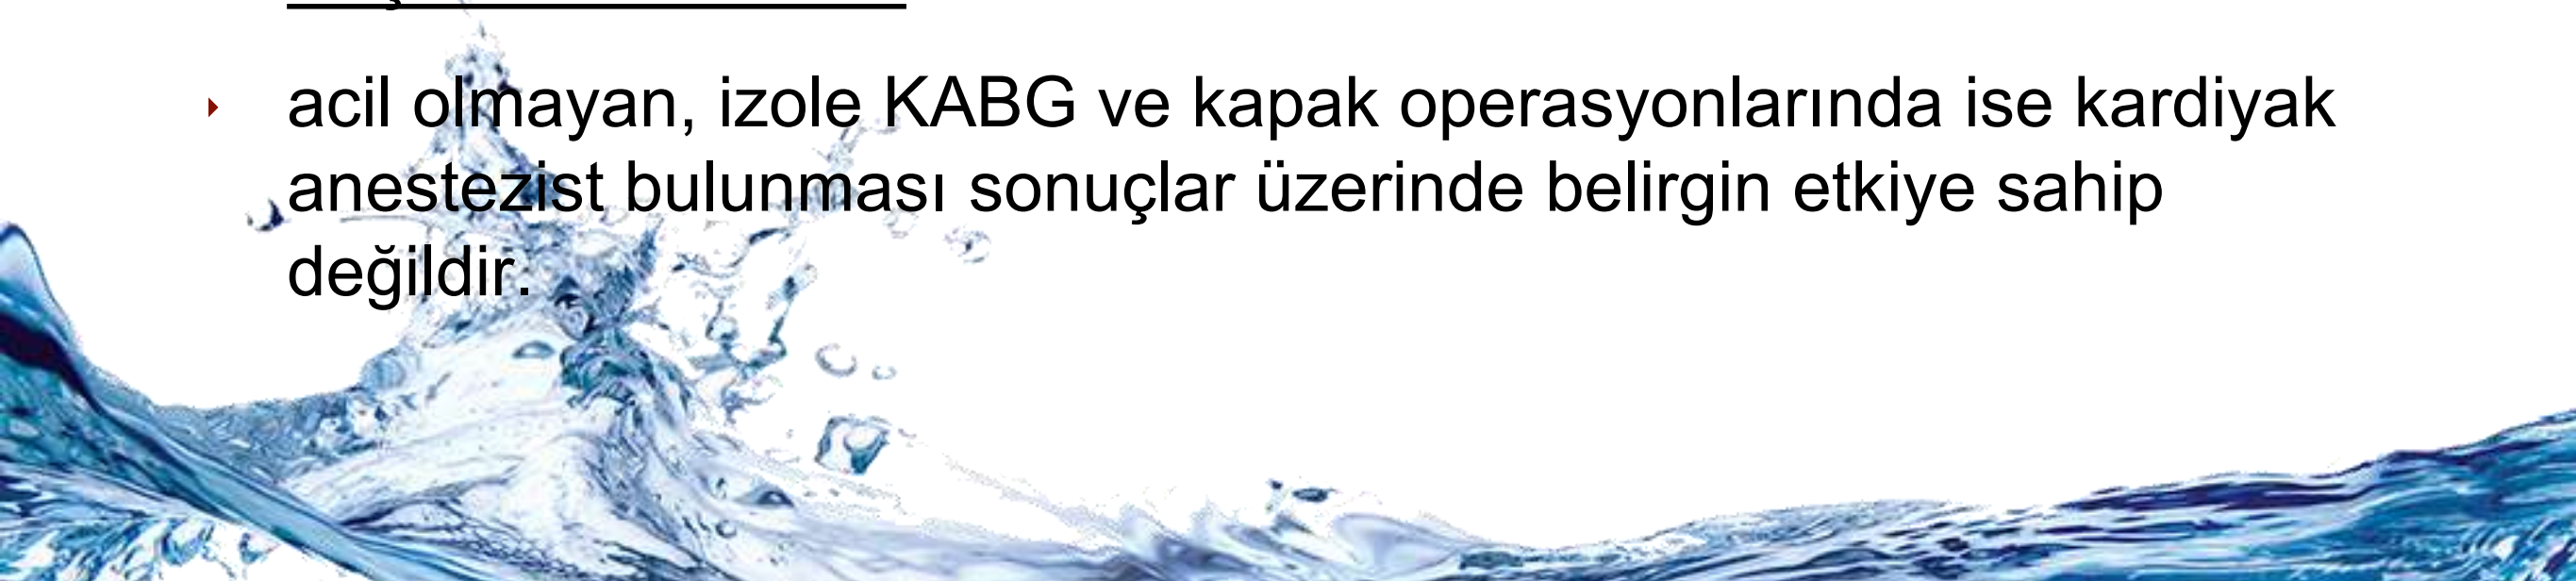 acil olmayan, izole KABG ve kapak operasyonlarında ise kardiyak
anestezist bulunması sonuçlar üzerinde belirgin etkiye sahip
değildir.